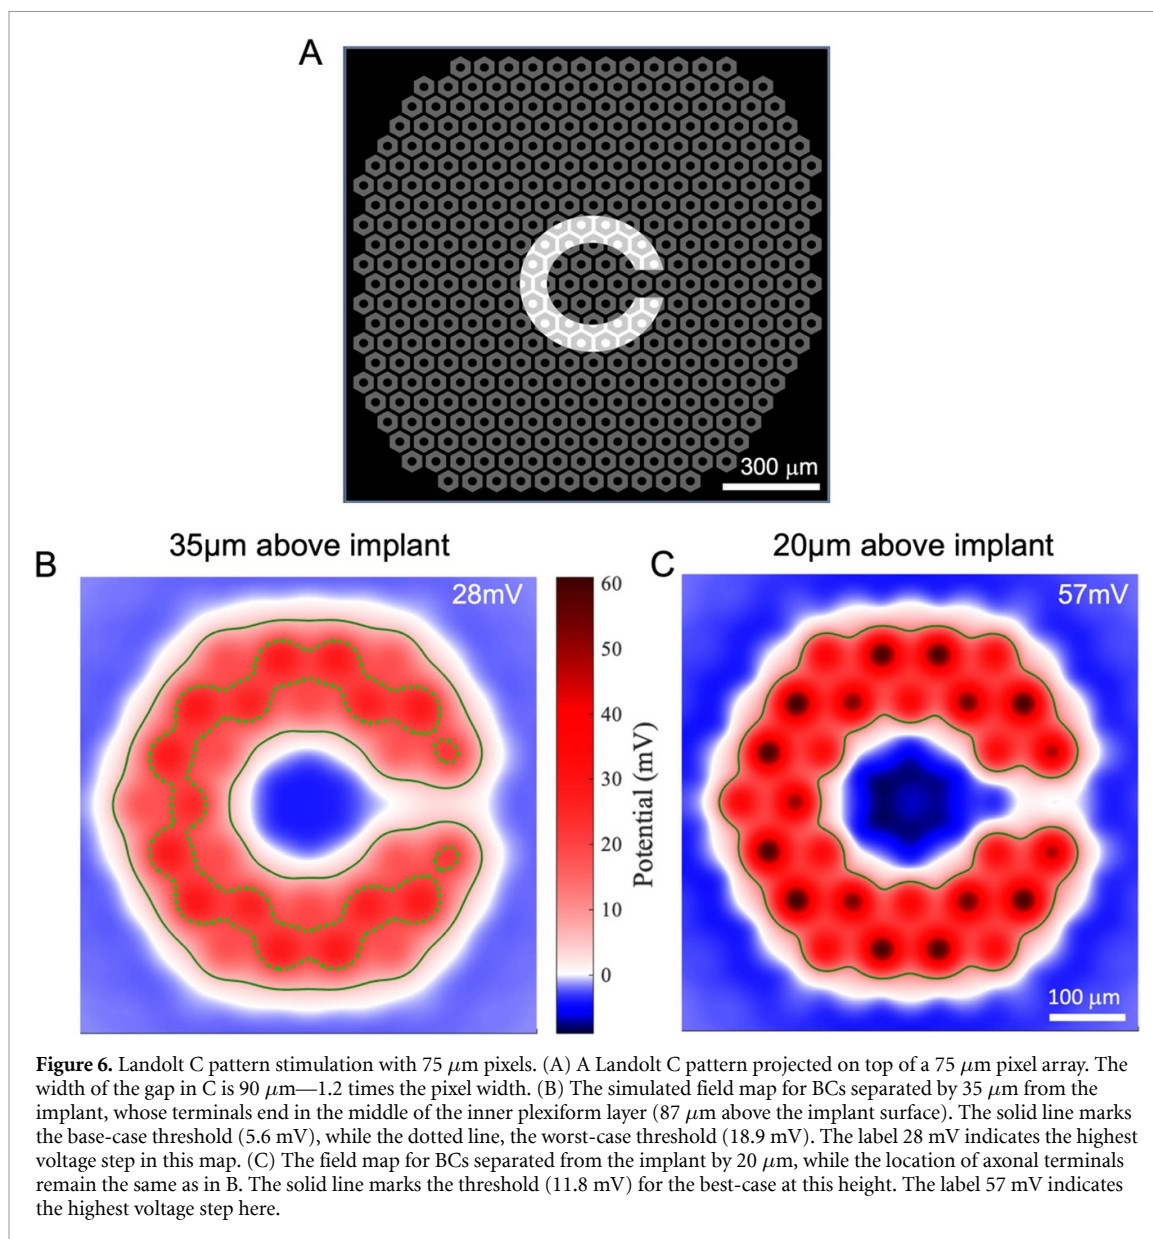 A
300 μm
B
35μm above implant
28mV
60
50
40
30
20
10
0
Potential (mV)
C
20μm above implant
57mV
100 μm
Figure 6. Landolt C pattern stimulation with 75 μm pixels. (A) A Landolt C pattern projected on top of a 75 μm pixel array. The
width of the gap in C is 90 μm—1.2 times the pixel width. (B) The simulated field map for BCs separated by 35 μm from the
implant, whose terminals end in the middle of the inner plexiform layer (87 μm above the implant surface). The solid line marks
the base-case threshold (5.6 mV), while the dotted line, the worst-case threshold (18.9 mV). The label 28 mV indicates the highest
voltage step in this map. (C) The field map for BCs separated from the implant by 20 μm, while the location of axonal terminals
remain the same as in B. The solid line marks the threshold (11.8 mV) for the best-case at this height. The label 57 mV indicates
the highest voltage step here.